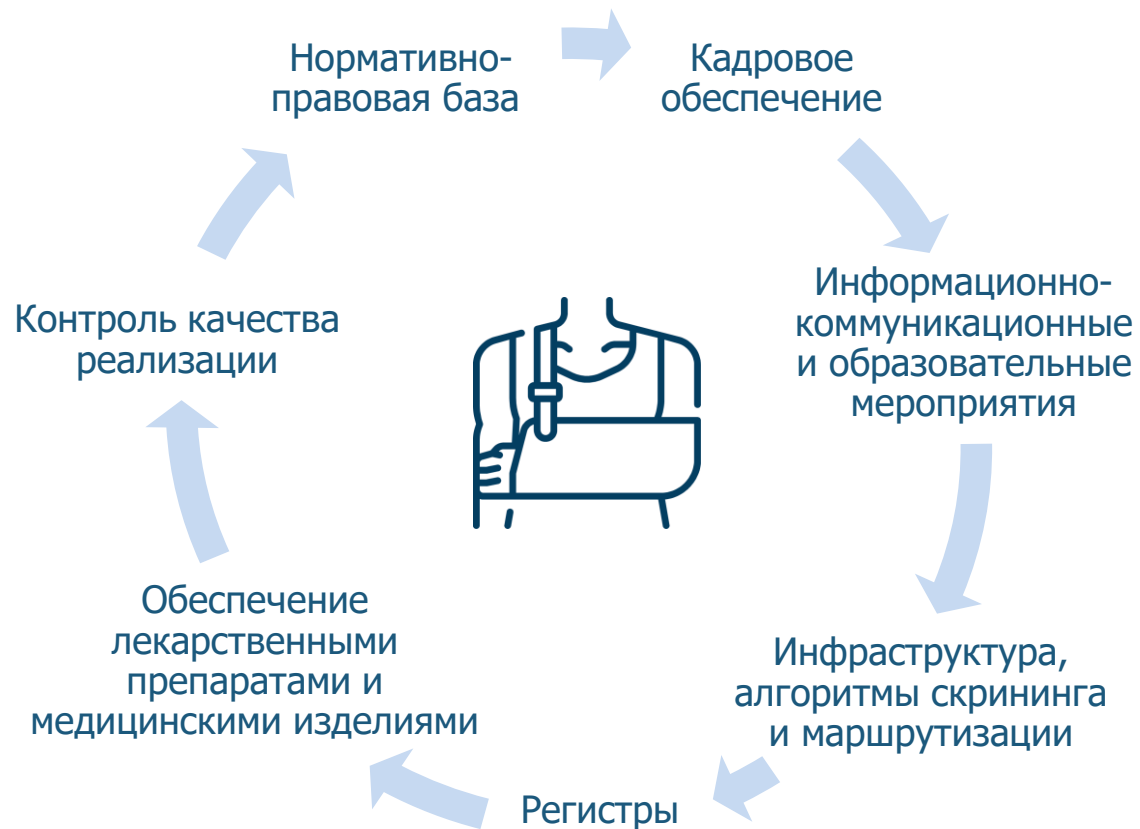 Нормативно-
правовая база
Кадровое
обеспечение
Информационно-
коммуникационные
и образовательные
мероприятия
Инфраструктура,
алгоритмы скрининга
и маршрутизации
Регистры
Обеспечение
лекарственными
препаратами и
медицинскими изделиями
Контроль качества
реализации